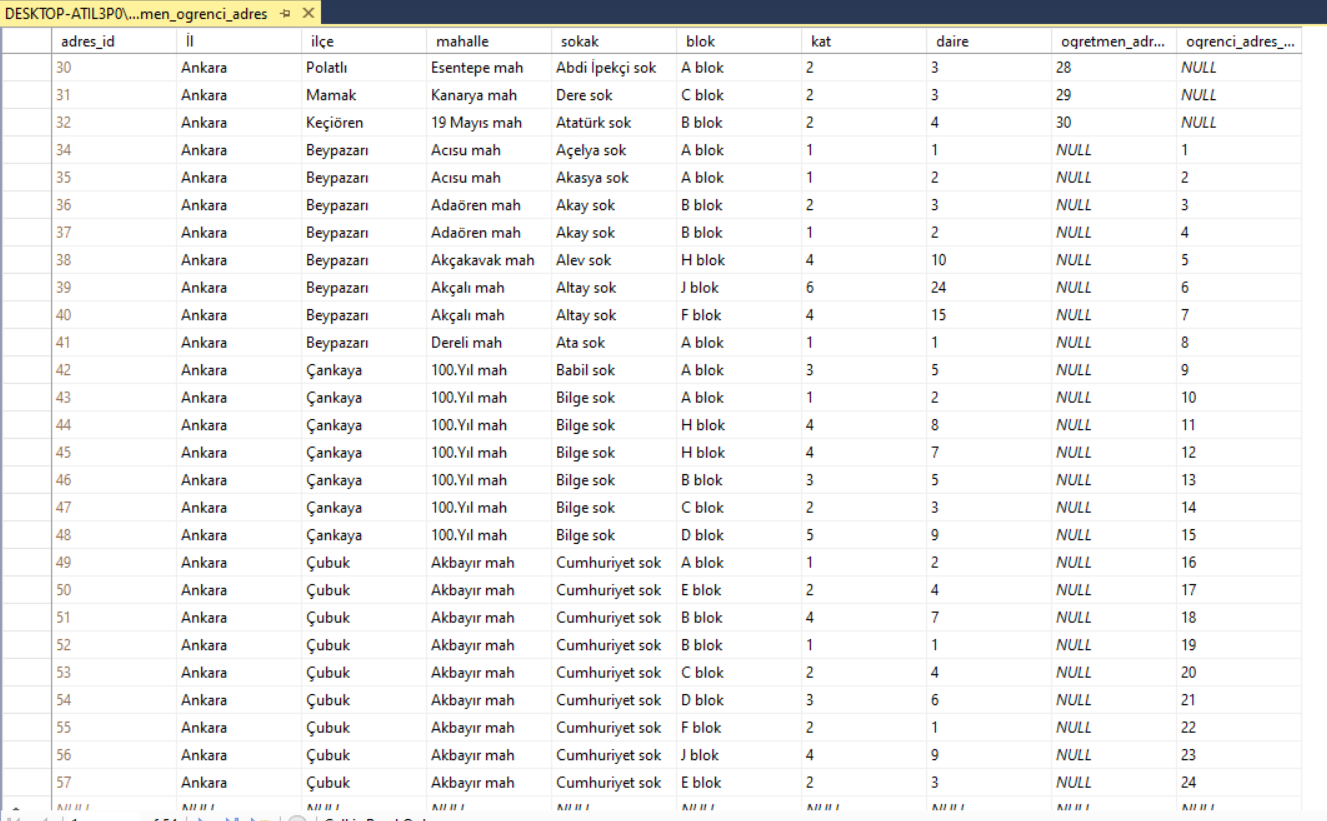 DESKTOP-ATIL3P0\...men_ogrenci_adres
adres_id İl ilçe mahalle sokak blok kat daire ogretmen_adr... ogrenci_adres_...
30 Ankara Polatlı Esentepe mah Abdi İpekçi sok A blok 2 3 28 NULL
31 Ankara Mamak Kanarya mah Dere sok C blok 2 3 29 NULL
32 Ankara Keçiören 19 Mayıs mah Atatürk sok B blok 2 4 30 NULL
34 Ankara Beypazarı Acısu mah Açelya sok A blok 1 1 NULL 1
35 Ankara Beypazarı Acısu mah Akasya sok A blok 1 2 NULL 2
36 Ankara Beypazarı Adaören mah Akay sok B blok 2 3 NULL 3
37 Ankara Beypazarı Adaören mah Akay sok B blok 1 2 NULL 4
38 Ankara Beypazarı Akçakavak mah Alev sok H blok 4 10 NULL 5
39 Ankara Beypazarı Akçalı mah Altay sok J blok 6 24 NULL 6
40 Ankara Beypazarı Akçalı mah Altay sok F blok 4 15 NULL 7
41 Ankara Beypazarı Dereli mah Ata sok A blok 1 1 NULL 8
42 Ankara Çankaya 100.Yıl mah Babil sok A blok 3 5 NULL 9
43 Ankara Çankaya 100.Yıl mah Bilge sok A blok 1 2 NULL 10
44 Ankara Çankaya 100.Yıl mah Bilge sok H blok 4 8 NULL 11
45 Ankara Çankaya 100.Yıl mah Bilge sok H blok 4 7 NULL 12
46 Ankara Çankaya 100.Yıl mah Bilge sok B blok 3 5 NULL 13
47 Ankara Çankaya 100.Yıl mah Bilge sok C blok 2 3 NULL 14
48 Ankara Çankaya 100.Yıl mah Bilge sok D blok 5 9 NULL 15
49 Ankara Çubuk Akbayır mah Cumhuriyet sok A blok 1 2 NULL 16
50 Ankara Çubuk Akbayır mah Cumhuriyet sok E blok 2 4 NULL 17
51 Ankara Çubuk Akbayır mah Cumhuriyet sok B blok 4 7 NULL 18
52 Ankara Çubuk Akbayır mah Cumhuriyet sok B blok 1 1 NULL 19
53 Ankara Çubuk Akbayır mah Cumhuriyet sok C blok 2 4 NULL 20
54 Ankara Çubuk Akbayır mah Cumhuriyet sok D blok 3 6 NULL 21
55 Ankara Çubuk Akbayır mah Cumhuriyet sok F blok 2 1 NULL 22
56 Ankara Çubuk Akbayır mah Cumhuriyet sok J blok 4 9 NULL 23
57 Ankara Çubuk Akbayır mah Cumhuriyet sok E blok 2 3 NULL 24
NULL NULL NULL NULL NULL NULL NULL NULL NULL NULL